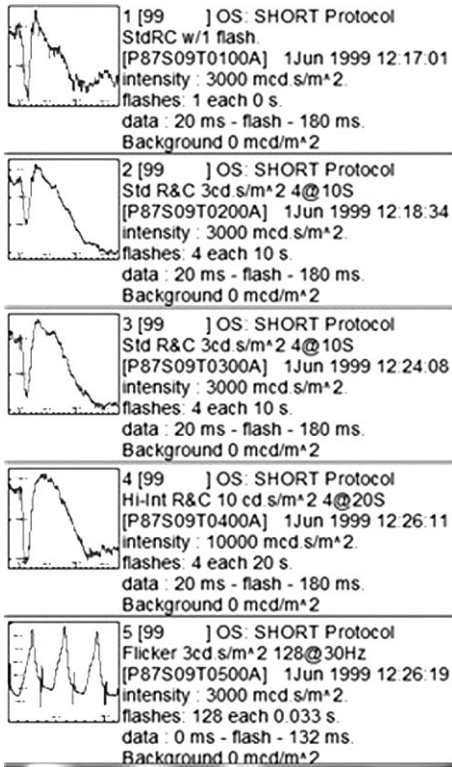 1 [99 ] OS: SHORT Protocol
StdRC w/1 flash.
[P87S09T0100A] 1Jun 1999 12:17:01
intensity : 3000 mcd.s/m^2.
flashes: 1 each 0 s.
data : 20 ms - flash - 180 ms.
Background 0 mcd/m^2
2 [99 ] OS: SHORT Protocol
Std R&C 3cd.s/m^2 4@10S
[P87S09T0200A] 1Jun 1999 12:18:34
intensity : 3000 mcd.s/m^2.
flashes: 4 each 10 s.
data : 20 ms - flash - 180 ms.
Background 0 mcd/m^2
3 [99 ] OS: SHORT Protocol
Std R&C 3cd.s/m^2 4@10S
[P87S09T0300A] 1Jun 1999 12:24:08
intensity : 3000 mcd.s/m^2.
flashes: 4 each 10 s.
data : 20 ms - flash - 180 ms.
Background 0 mcd/m^2
4 [99 ] OS: SHORT Protocol
Hi-Int R&C 10 cd.s/m^2 4@20S
[P87S09T0400A] 1Jun 1999 12:26:11
intensity : 10000 mcd.s/m^2.
flashes: 4 each 20 s.
data : 20 ms - flash - 180 ms.
Background 0 mcd/m^2
5 [99 ] OS: SHORT Protocol
Flicker 3cd.s/m^2 128@30Hz
[P87S09T0500A] 1Jun 1999 12:26:19
intensity : 3000 mcd.s/m^2.
flashes: 128 each 0.033 s.
data : 0 ms - flash - 132 ms.
Background 0 mcd/m^2